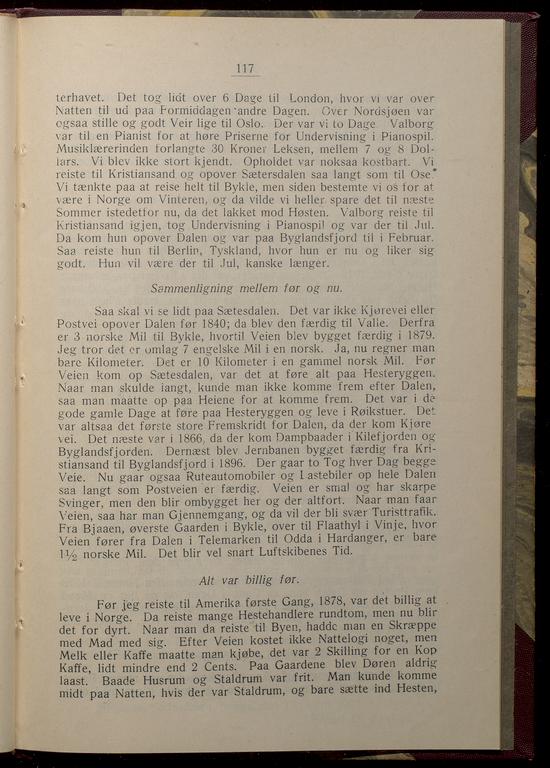 117
terhavet. Det tog lidt over 6 Dage til London, hvor vi var over
Natten til ud paa Formiddagen andre Dagen. Over Nordsjøen var
ogsaa stille og godt Veir lige til Oslo. Der var vi to Dage Valborg
var til en Pianist for at høre Priserne for Undervisning i Pianospil.
Musiklærerinden forlangte 30 Kroner Leksen, mellem 7 og 8 Dol-
lars. Vi blev ikke stort kjendt. Opholdet var noksaa kostbart. Vi
reiste til Kristiansand og opover Sætersdalen saa langt som til Ose.
Vi tænkte paa at reise helt til Bykle, men siden bestemte vi os for at
være i Norge om Vinteren, og da vilde vi heller spare det til næste
Sommer istedetfor nu, da det lakket mod Høsten. Valborg reiste til
Kristiansand igjen, tog Undervisning i Pianospil og var der til Jul.
Da kom hun opover Dalen og var paa Byglandsfjord til i Februar.
Saa reiste hun til Berlin, Tyskland, hvor hun er nu og liker sig
godt. Hun vil være der til Jul, kanske længer.
Sammenligning mellem før og nu.
Saa skal vi se lidt paa Sætesdalen. Det var ikke Kjørevei eller
Postvei opover Dalen før 1840; da blev den færdig til Valle. Derfra
er 3 norske Mil til Bykle, hvortil Veien blev bygget færdig i 1879.
Jeg tror det er omlag 7 engelske Mil i en norsk. Ja, nu regner man
bare Kilometer. Det er 10 Kilometer i en gammel norsk Mil. Før
Veien kom op Sætesdalen, var det at føre alt paa Hesteryggen.
Naar man skulde langt, kunde man ikke komme frem efter Dalen,
saa man maatte op paa Heiene for at komme frem. Det var i de
gode gamle Dage at føre paa Hesteryggen og leve i Røikstuer. Det
var altsaa det første store Fremskridt for Dalen, da der kom Kjøre
vei. Det næste var i 1866, da der kom Dampbaader i Kilefjorden og
Byglandsfjorden. Dernæst blev Jernbanen bygget færdig fra Kri-
stiansand til Byglandsfjord i 1896. Der gaar to Tog hver Dag begge
Veie. Nu gaar ogsaa Ruteautomobiler og Lastebiler op hele Dalen
saa langt som Postveien er færdig. Veien er smal og har skarpe
Svinger, men den blir ombygget her og der altfort. Naar man faar
Veien, saa har man Gjennemgang, og da vil der bli svær Turisttrafik.
Fra Bjaaen, øverste Gaarden i Bykle, over til Flaathyl i Vinje, hvor
Veien fører fra Dalen i Telemarken til Odda i Hardanger, er bare
1½ norske Mil. Det blir vel snart Luftskibenes Tid.
Alt var billig før.
Før jeg reiste til Amerika første Gang, 1878, var det billig at
leve i Norge. Da reiste mange Hestehandlere rundtom, men nu blir
det for dyrt. Naar man da reiste til Byen, hadde man en Skræppe
med Mad med sig. Efter Veien kostet ikke Nattelogi noget, men
Melk eller Kaffe maatte man kjøbe, det var 2 Skilling for en Kop
Kaffe, lidt mindre end 2 Cents. Paa Gaardene blev Døren aldrig
laast. Baade Husrum og Staldrum var frit. Man kunde komme
midt paa Natten, hvis der var Staldrum, og bare sætte ind Hesten,